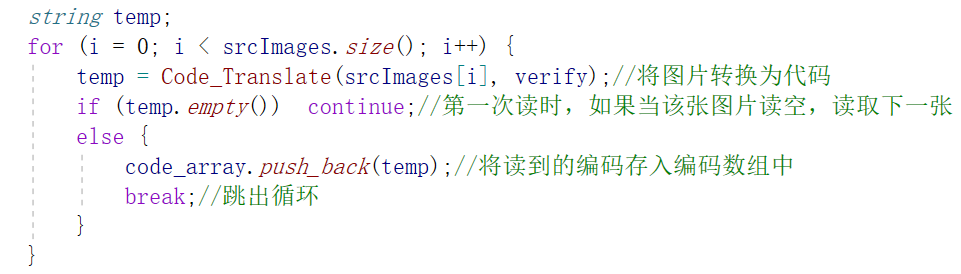 string temp;
for (i = 0; i < srcImages.size(); i++) {
    temp = Code_Translate(srcImages[i], verify);//将图片转换为代码
    if (temp.empty())  continue;//第一次读时，如果当该张图片读空，读取下一张
    else {
        code_array.push_back(temp);//将读到的编码存入编码数组中
        break;//跳出循环
    }
}